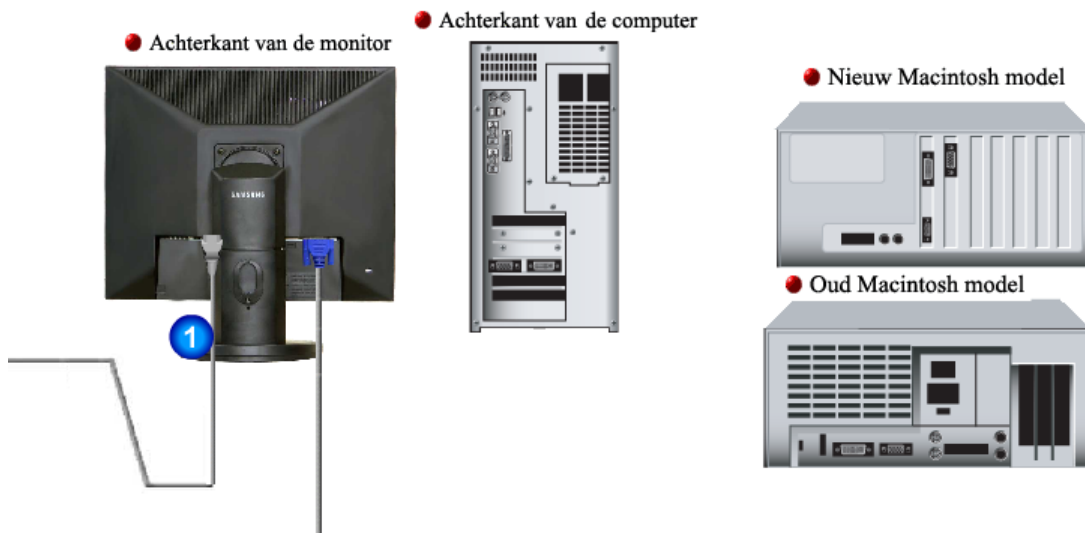 Achterkant van de monitor
Achterkant van de computer
Nieuw Macintosh model
SAMSUNG
Oud Macintosh model
1